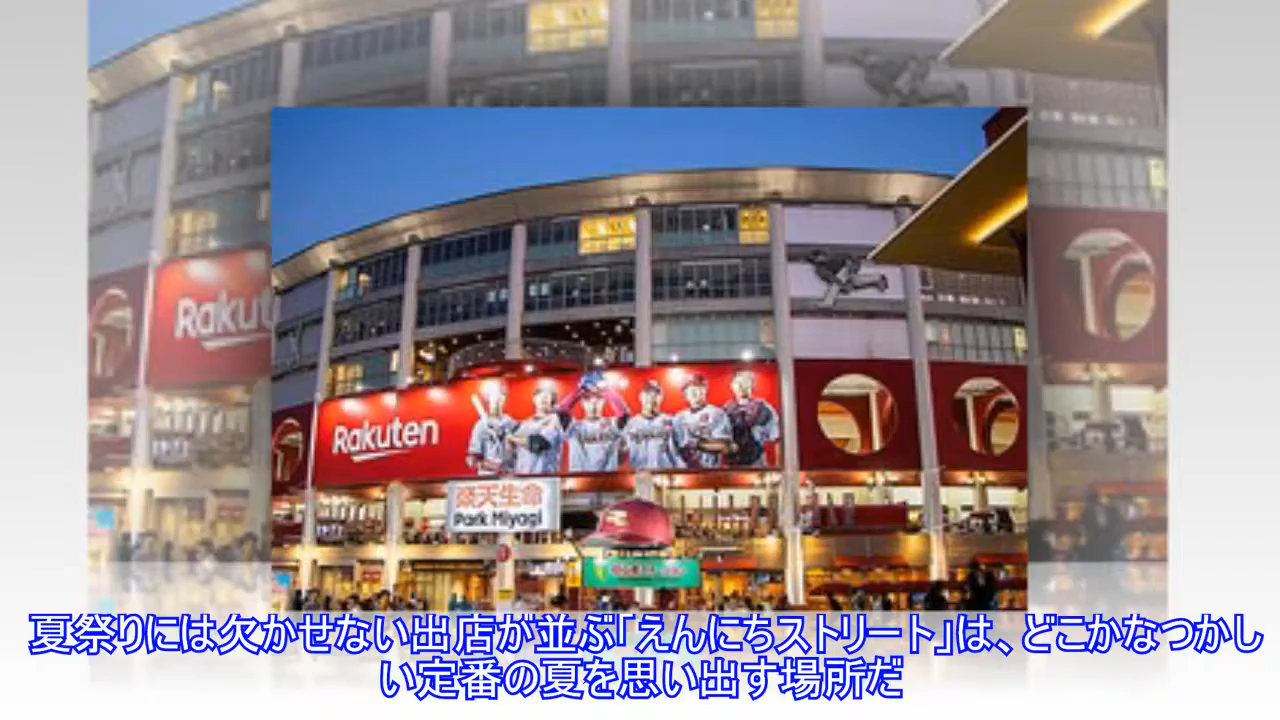 Rakut
Rakuten
楽天生命
Park Miyagi
夏祭りには欠かせない出店が並ぶ「えんにちストリート」は、どこかなつかし
い定番の夏を思い出す場所だ